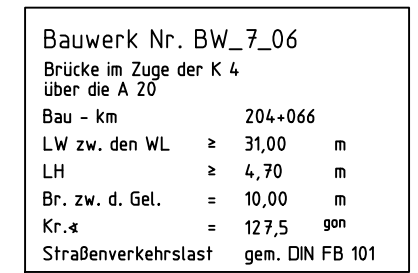 Bauwerk Nr. BW_7_06
Brücke im Zuge der K 4
über die A 20
Bau - km 204+066
LW zw. den WL ≥ 31,00 m
LH ≥ 4,70 m
Br. zw. d. Gel. = 10,00 m
Kr.∢ = 127,5 gon
Straßenverkehrslast gem. DIN FB 101